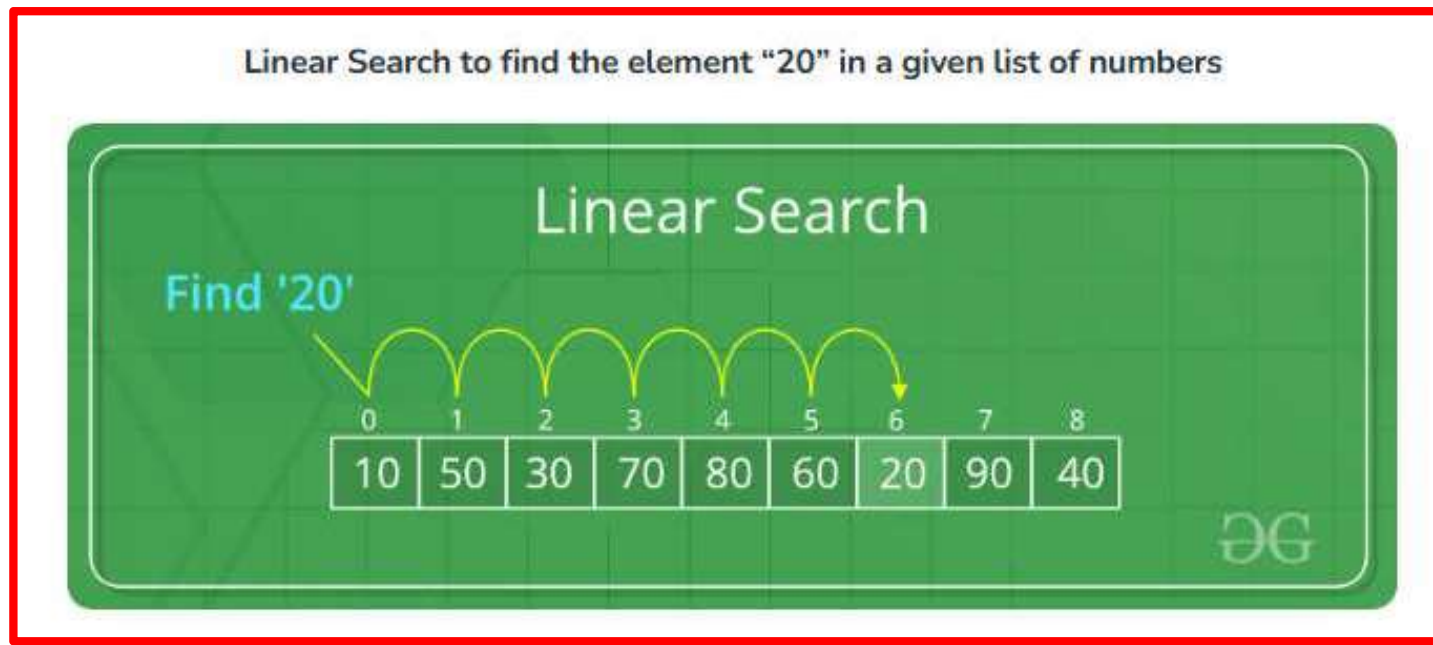 Linear Search to find the element “20” in a given list of numbers
Linear Search
Find '20'
0 1 2 3 4 5 6 7 8
10 50 30 70 80 60 20 90 40